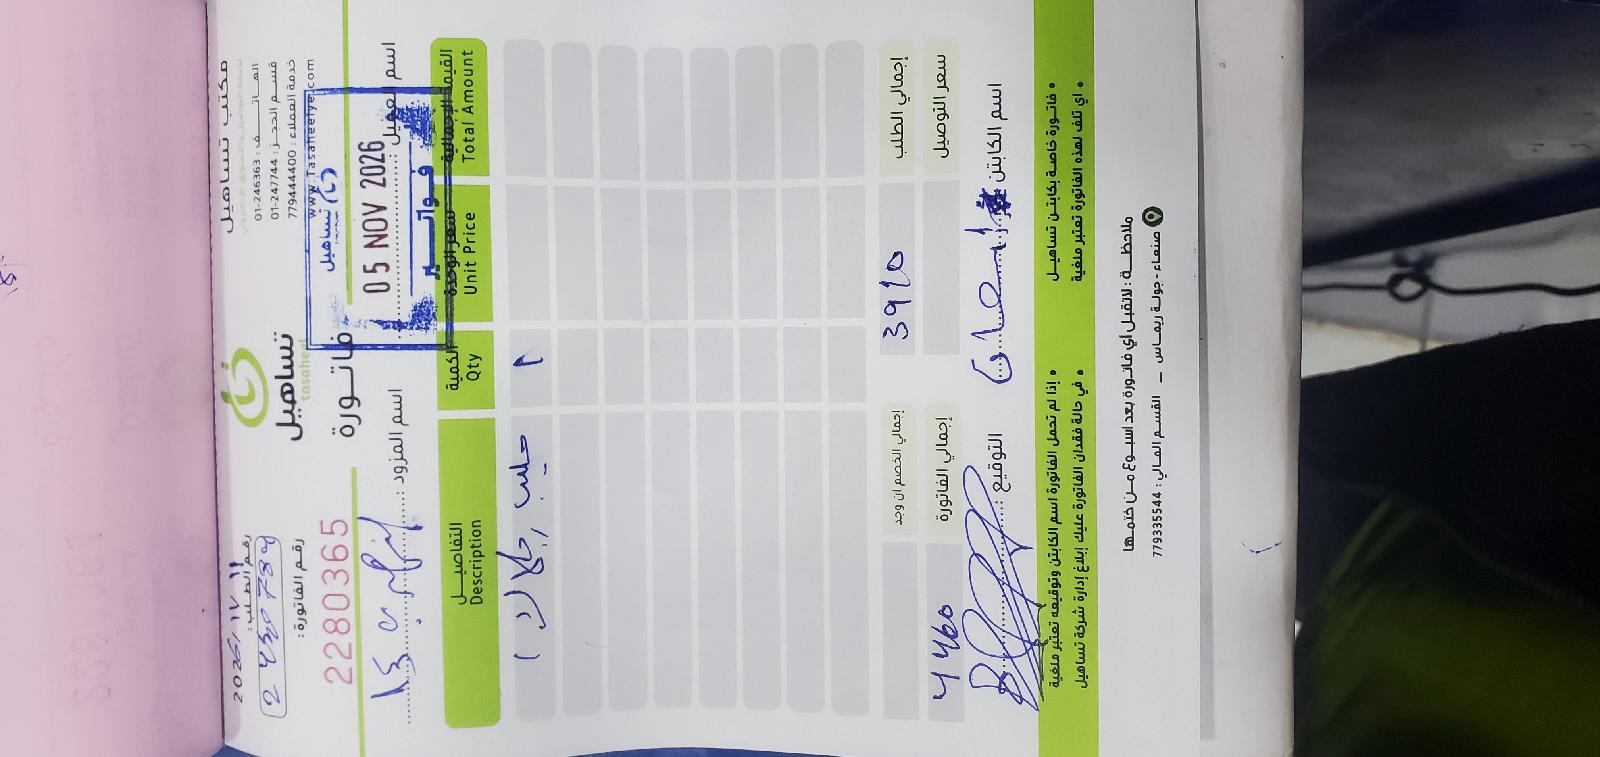 مكتب تساهيل
لخدمة التوصيل والتسويق الإلكتروني
الهاتف : 246363-01
قسم الحجز : 247744-01
خدمة العملاء : 779444400
www.Tasaheelye.com
تساهيل
tasaheel
فاتورة
رقم الطلب:
رقم الفاتورة:
2280365
تساهيل
05 NOV 2026
فواتير
اسم العميل :
اسم المزود :
القيمة الإجمالية سعر الوحدة الكمية التفاصيل
Total Amount Unit Price Qty Description
حليب
إجمالي الطلب 3910
إجمالي الخصم ان وجد
سعر التوصيل
إجمالي الفاتورة 4460
اسم الكابتن
التوقيع :
• فاتورة خاصة بكابتن تساهيل
• إذا لم تحمل الفاتورة اسم الكابتن وتوقيعه تعتبر ملغية
• اي تلف لهذه الفاتورة تعتبر ملغية
• في حالة فقدان الفاتورة عليك إبلاغ إدارة شركة تساهيل
ملاحظة : لاتقبل أي فاتورة بعد اسبوع من ختمها
صنعاء - جولة ريماس _ القسم المالي : 779335544